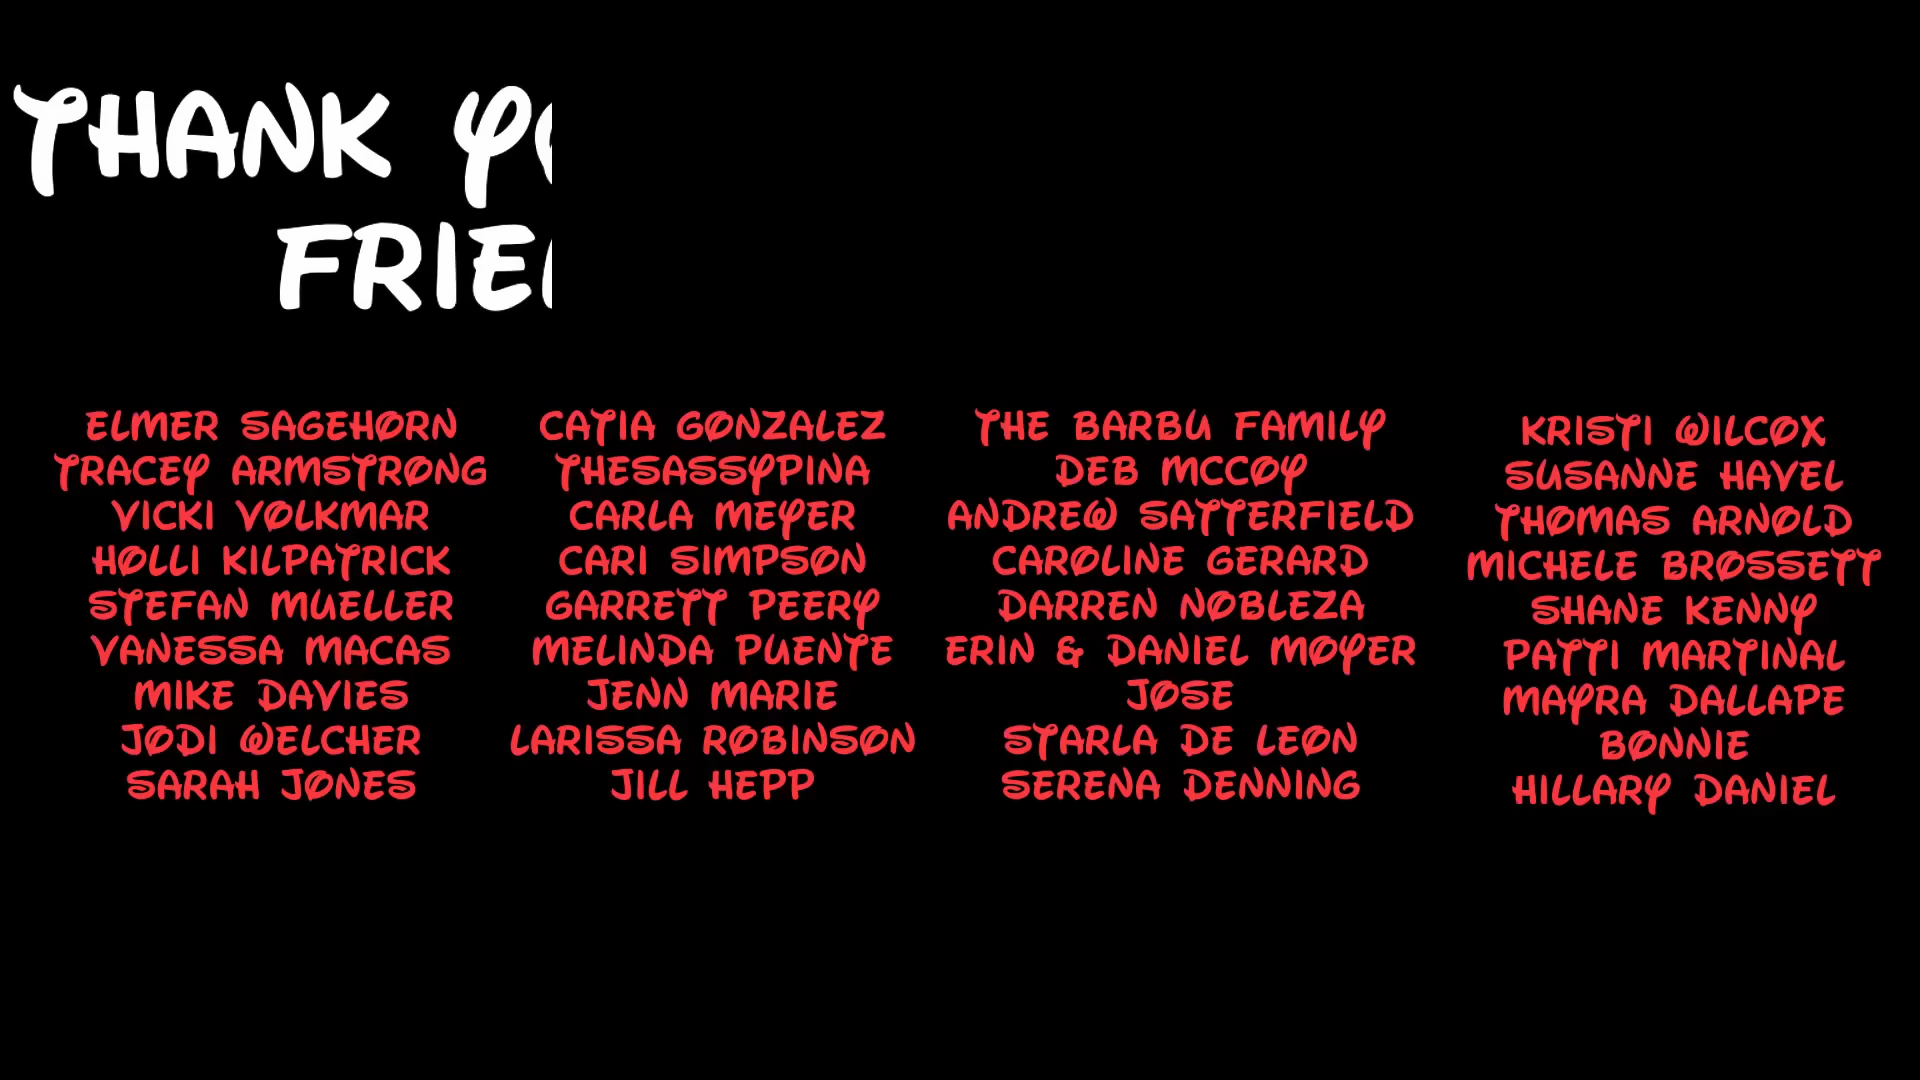 THANK YO
FRIE
ELMER SAGEHORN
TRACEY ARMSTRONG
VICKI VOLKMAR
HOLLI KILPATRICK
STEFAN MUELLER
VANESSA MACAS
MIKE DAVIES
JODI WELCHER
SARAH JONES
CATIA GONZALEZ
THESASSYPINA
CARLA MEYER
CARI SIMPSON
GARRETT PEERY
MELINDA PUENTE
JENN MARIE
LARISSA ROBINSON
JILL HEPP
THE BARBU FAMILY
DEB MCCOY
ANDREW SATTERFIELD
CAROLINE GERARD
DARREN NOBLEZA
ERIN & DANIEL MOYER
JOSE
STARLA DE LEON
SERENA DENNING
KRISTI WILCOX
SUSANNE HAVEL
THOMAS ARNOLD
MICHELE BROSSETT
SHANE KENNY
PATTI MARTINAL
MAYRA DALLAPE
BONNIE
HILLARY DANIEL